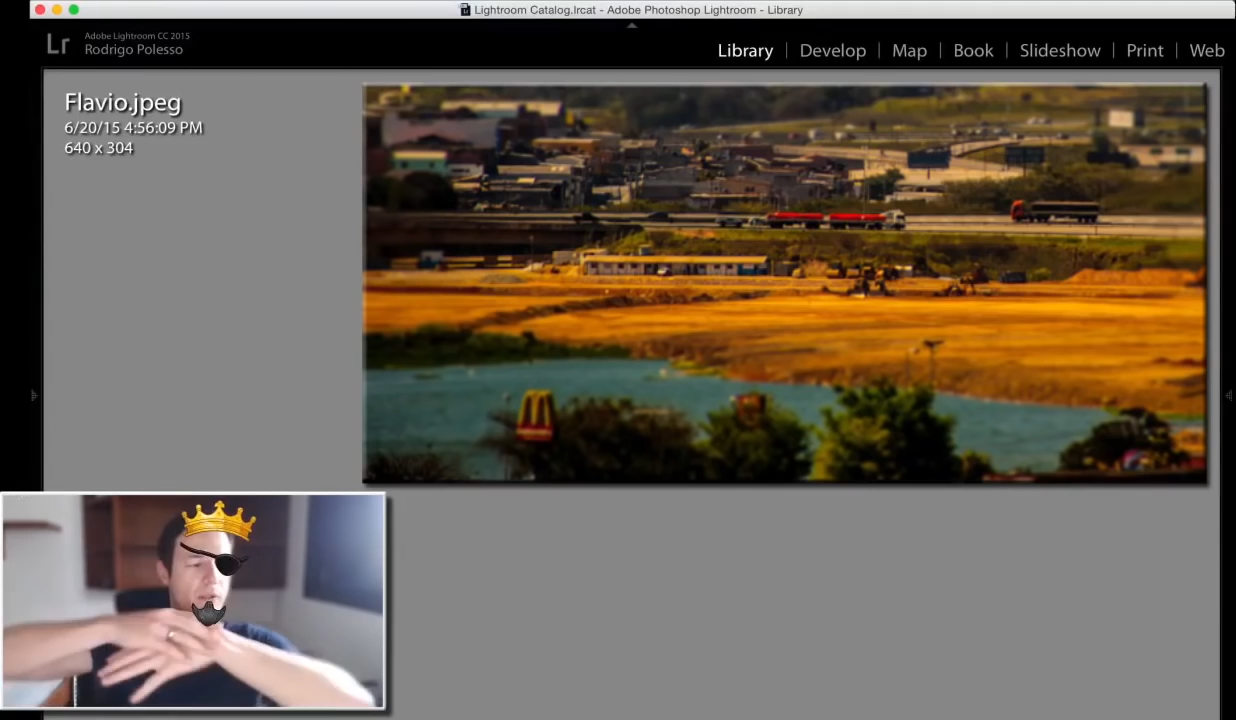 Lightroom Catalog.lrcat - Adobe Photoshop Lightroom - Library
Lr
Adobe Lightroom CC 2015
Rodrigo Polesso
Library | Develop | Map | Book | Slideshow | Print | Web
Flavio.jpeg
6/20/15 4:56:09 PM
640 x 304